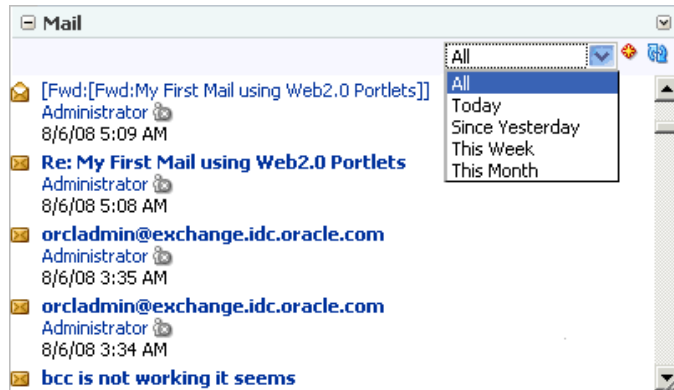 Mail
All
All
Today
Since Yesterday
This Week
This Month
[Fwd:[Fwd:My First Mail using Web2.0 Portlets]]
Administrator
8/6/08 5:09 AM
Re: My First Mail using Web2.0 Portlets
Administrator
8/6/08 5:08 AM
orcladmin@exchange.idc.oracle.com
Administrator
8/6/08 3:35 AM
orcladmin@exchange.idc.oracle.com
Administrator
8/6/08 3:34 AM
bcc is not working it seems